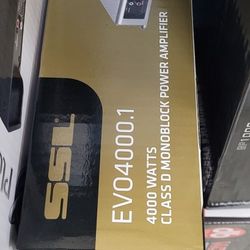 SSL
EVO4000.1
4000 WATTS
CLASS D MONOBLOCK POWER AMPLIFIER